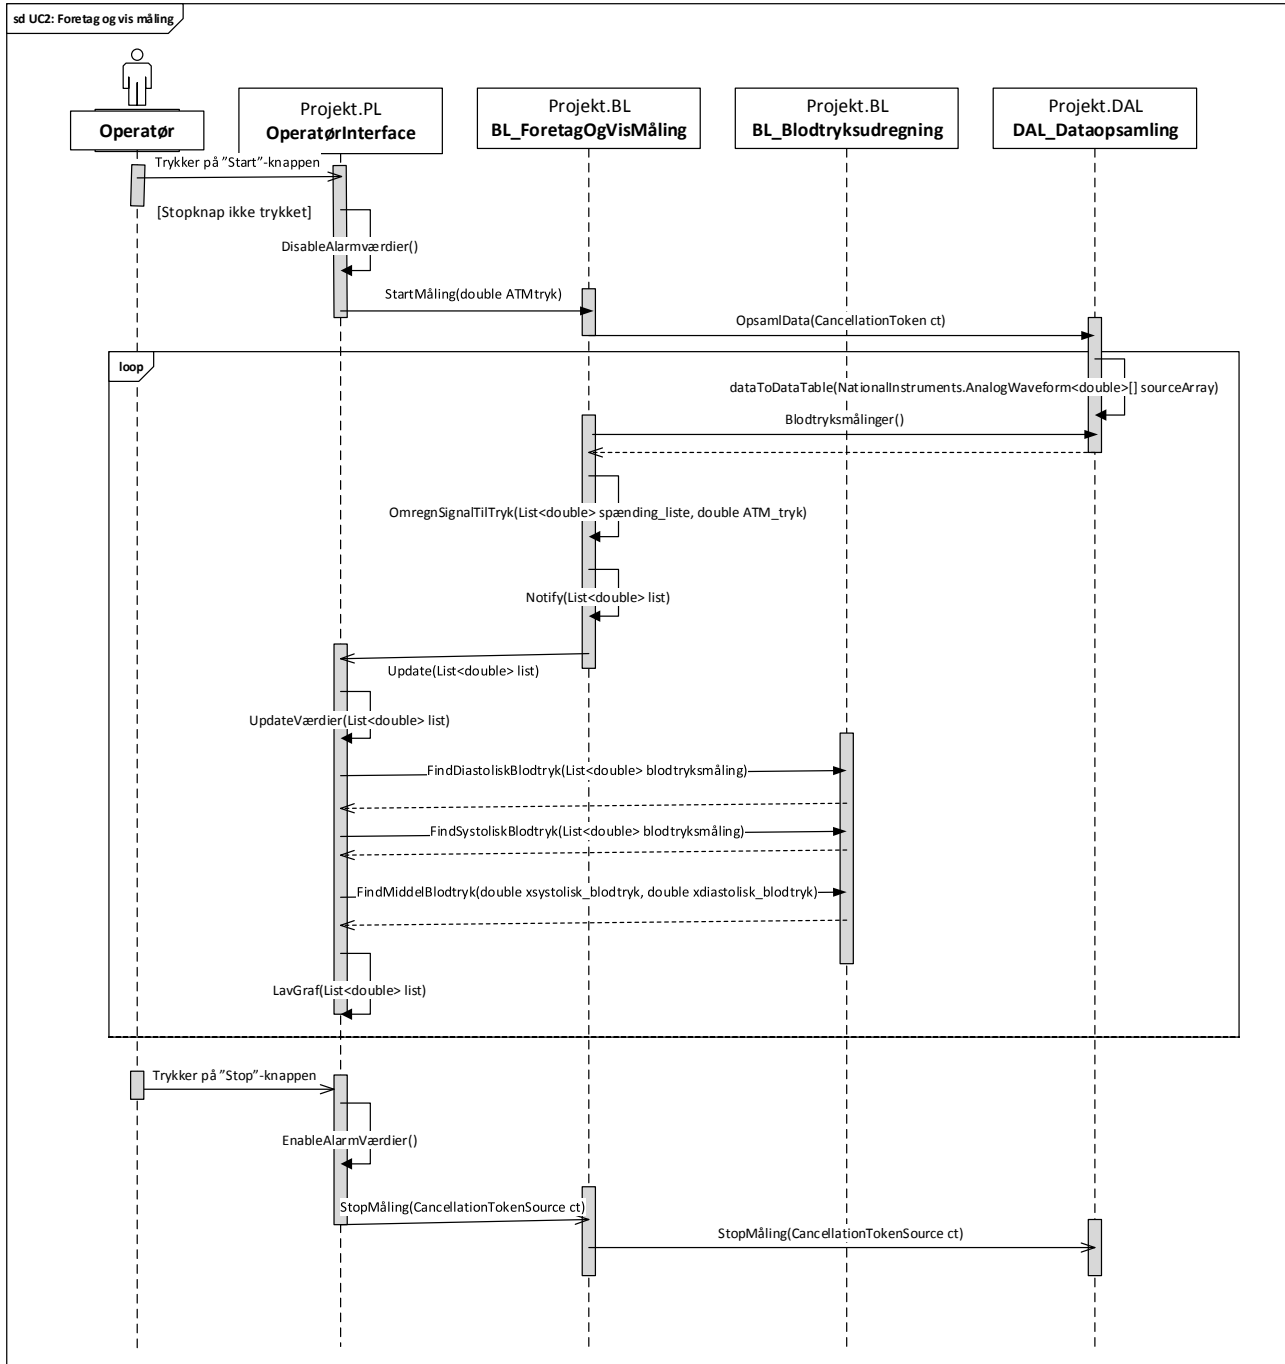 sd UC2: Foretag og vis måling
Operatør
Projekt.PL
OperatørInterface
Projekt.BL
BL_ForetagOgVisMåling
Projekt.BL
BL_Blodtryksudregning
Projekt.DAL
DAL_Dataopsamling
Trykker på ”Start”-knappen
[Stopknap ikke trykket]
DisableAlarmværdier()
StartMåling(double ATMtryk)
OpsamlData(CancellationToken ct)
loop
dataToDataTable(NationalInstruments.AnalogWaveform<double>[] sourceArray)
Blodtryksmålinger()
OmregnSignalTilTryk(List<double> spænding_liste, double ATM_tryk)
Notify(List<double> list)
Update(List<double> list)
UpdateVærdier(List<double> list)
FindDiastoliskBlodtryk(List<double> blodtryksmåling)
FindSystoliskBlodtryk(List<double> blodtryksmåling)
FindMiddelBlodtryk(double xsystolisk_blodtryk, double xdiastolisk_blodtryk)
LavGraf(List<double> list)
Trykker på ”Stop”-knappen
EnableAlarmVærdier()
StopMåling(CancellationTokenSource ct)
StopMåling(CancellationTokenSource ct)